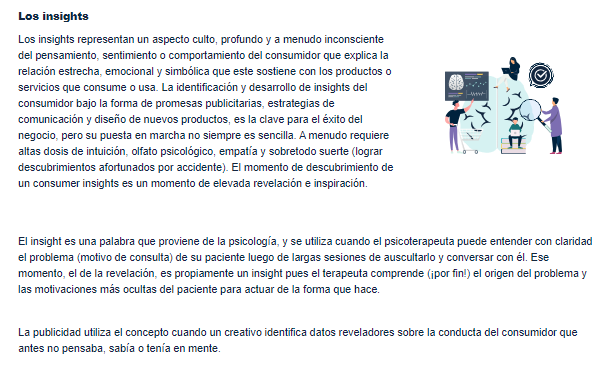 Los insights
Los insights representan un aspecto culto, profundo y a menudo inconsciente
del pensamiento, sentimiento o comportamiento del consumidor que explica la
relación estrecha, emocional y simbólica que este sostiene con los productos o
servicios que consume o usa. La identificación y desarrollo de insights del
consumidor bajo la forma de promesas publicitarias, estrategias de
comunicación y diseño de nuevos productos, es la clave para el éxito del
negocio, pero su puesta en marcha no siempre es sencilla. A menudo requiere
altas dosis de intuición, olfato psicológico, empatía y sobretodo suerte (lograr
descubrimientos afortunados por accidente). El momento de descubrimiento de
un consumer insights es un momento de elevada revelación e inspiración.
El insight es una palabra que proviene de la psicología, y se utiliza cuando el psicoterapeuta puede entender con claridad
el problema (motivo de consulta) de su paciente luego de largas sesiones de auscultarlo y conversar con él. Ese
momento, el de la revelación, es propiamente un insight pues el terapeuta comprende (¡por fin!) el origen del problema y
las motivaciones más ocultas del paciente para actuar de la forma que hace.
La publicidad utiliza el concepto cuando un creativo identifica datos reveladores sobre la conducta del consumidor que
antes no pensaba, sabía o tenía en mente.